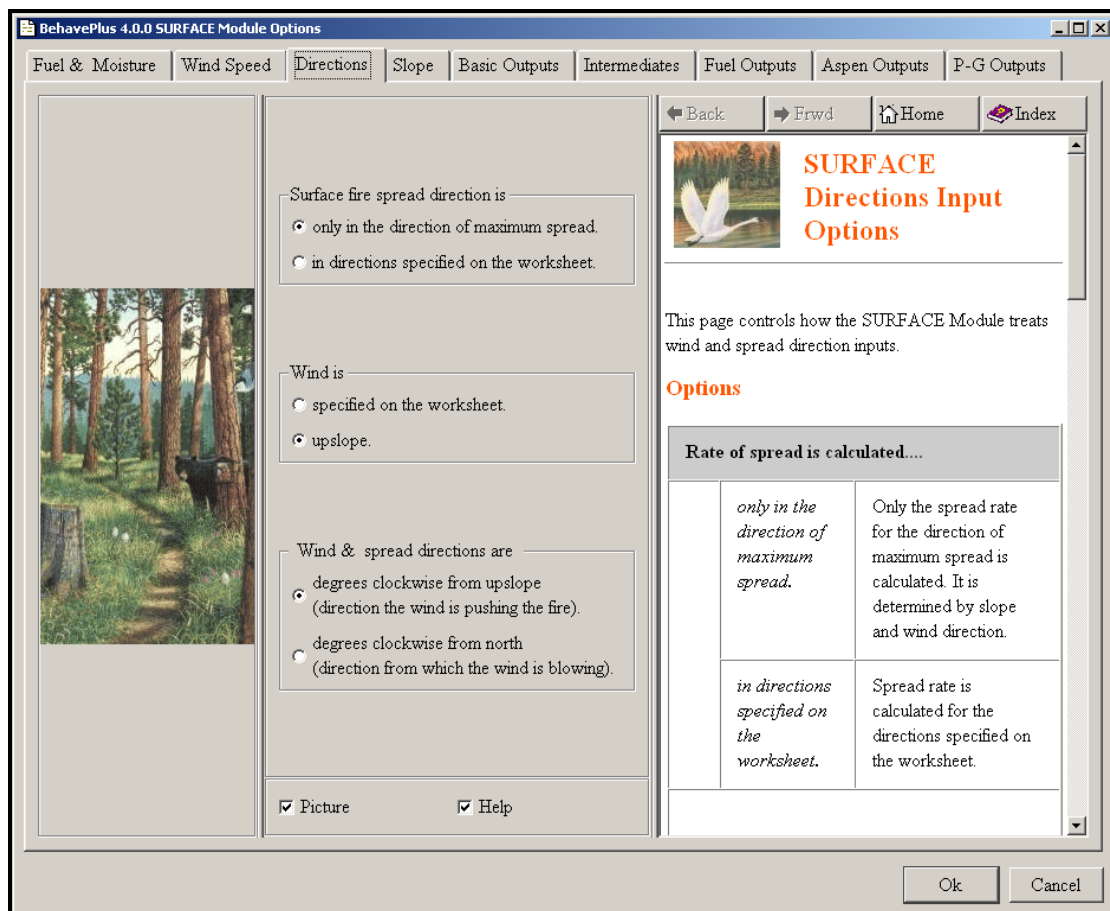 BehavePlus 4.0.0 SURFACE Module Options
Fuel & Moisture
Wind Speed
Directions
Slope
Basic Outputs
Intermediates
Fuel Outputs
Aspen Outputs
P-G Outputs
Surface fire spread direction is
only in the direction of maximum spread.
in directions specified on the worksheet.
Wind is
specified on the worksheet.
upslope.
Wind & spread directions are
degrees clockwise from upslope
(direction the wind is pushing the fire).
degrees clockwise from north
(direction from which the wind is blowing).
Picture
Help
Back
Frwd
Home
Index
SURFACE
Directions Input
Options
This page controls how the SURFACE Module treats
wind and spread direction inputs.
Options
Rate of spread is calculated....
only in the
direction of
maximum
spread.
Only the spread rate
for the direction of
maximum spread is
calculated. It is
determined by slope
and wind direction.
in directions
specified on
the
worksheet.
Spread rate is
calculated for the
directions specified on
the worksheet.
Ok
Cancel